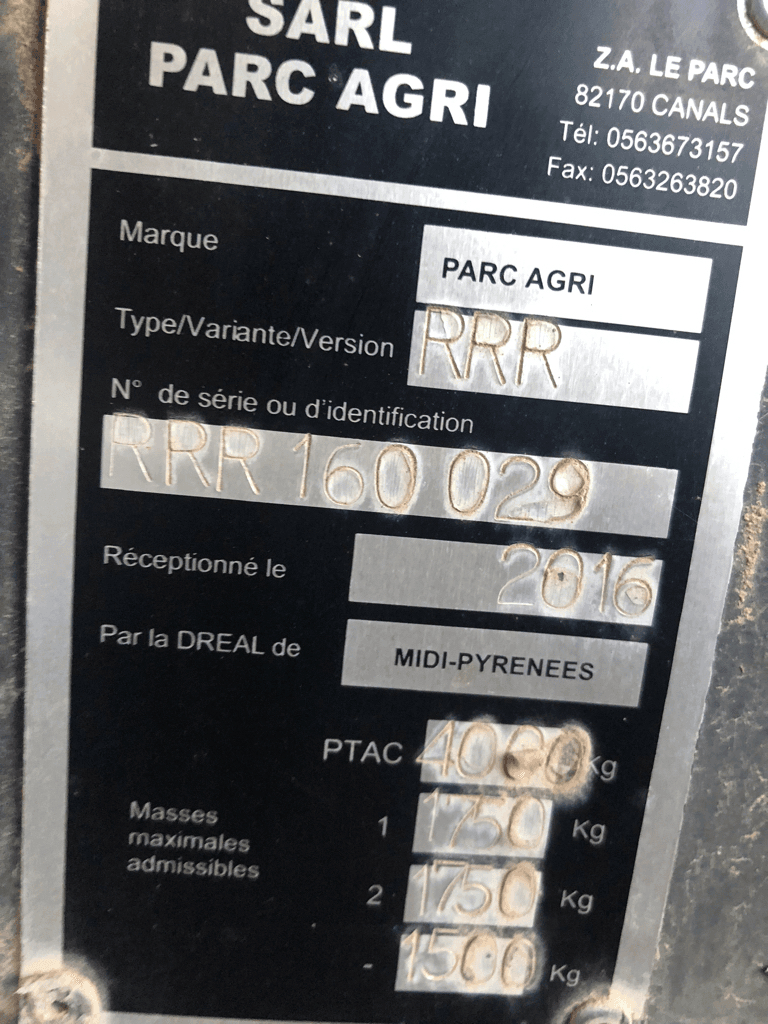 SARL
PARC AGRI
Z.A. LE PARC
82170 CANALS
Tél: 0563673157
Fax: 0563263820
Marque PARC AGRI
Type/Variante/Version RRR
N° de série ou d'identification
RRR 160 029
Réceptionné le 2016
Par la DREAL de MIDI-PYRENEES
PTAC 4000 kg
Masses
maximales
admissibles
1 1750 Kg
2 1750 Kg
- 1500 Kg